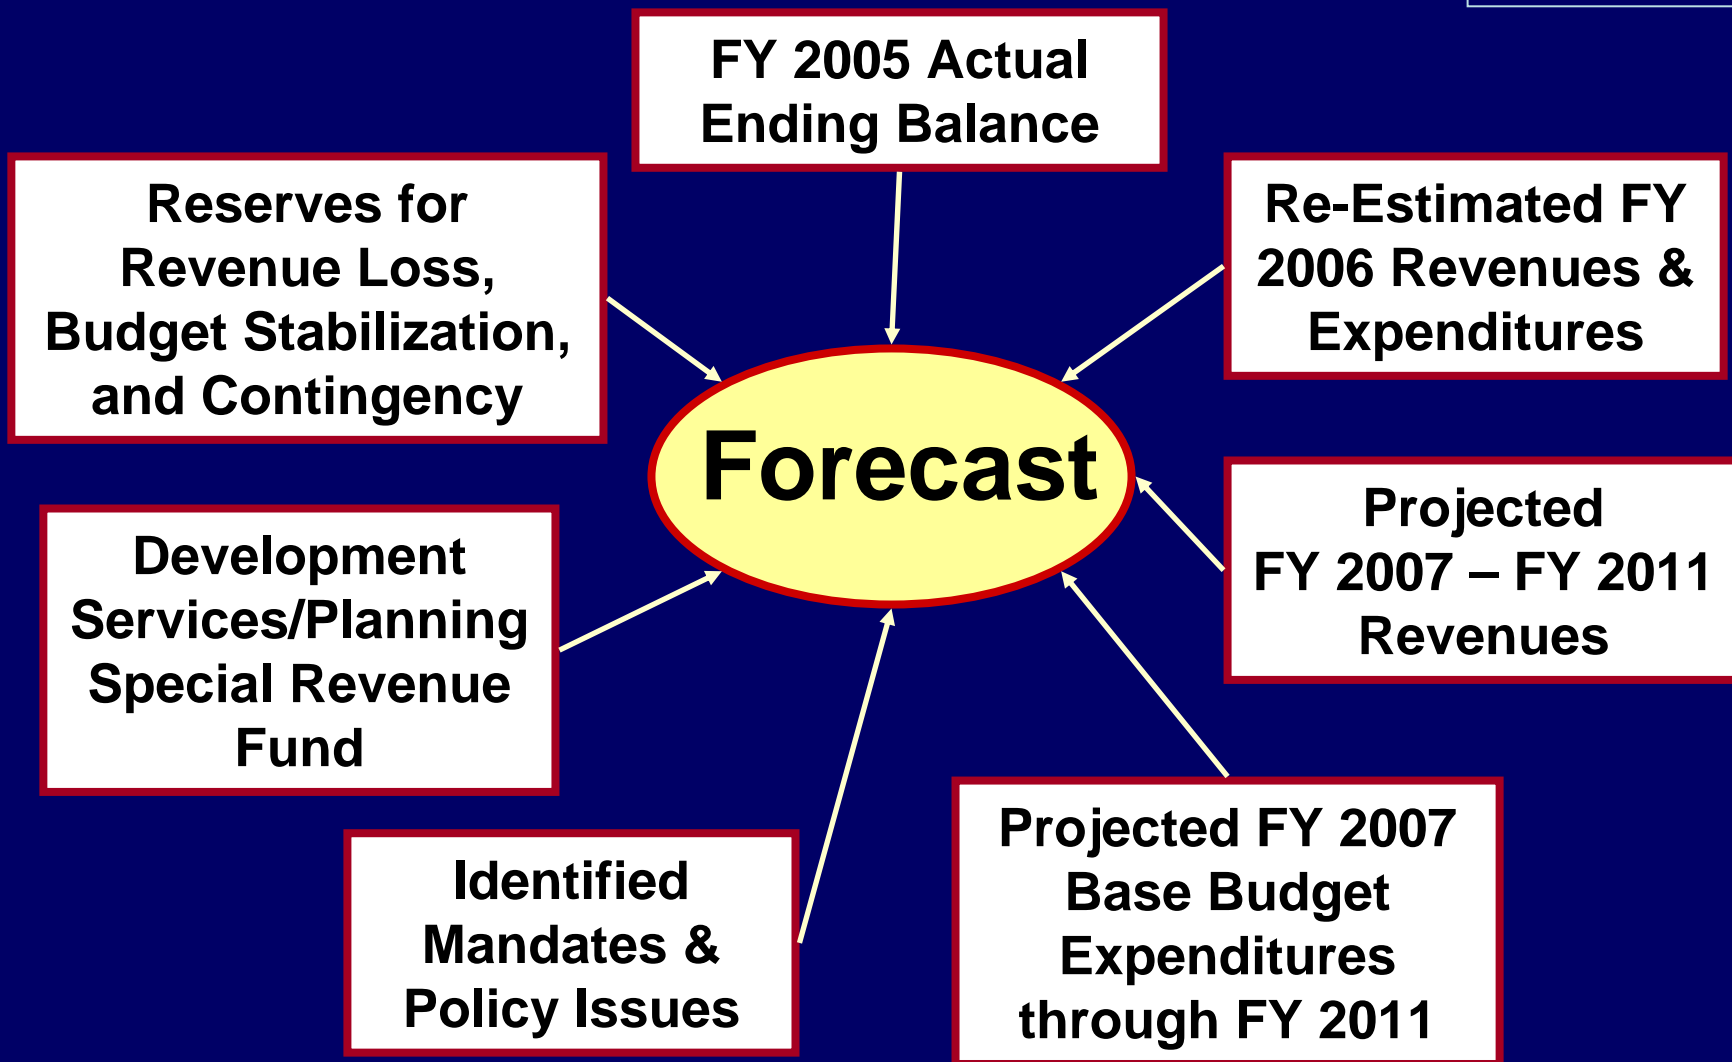 FY 2005 Actual
Ending Balance
Reserves for
Revenue Loss,
Budget Stabilization,
and Contingency
Re-Estimated FY
2006 Revenues &
Expenditures
Forecast
Projected
FY 2007 – FY 2011
Revenues
Development
Services/Planning
Special Revenue
Fund
Identified
Mandates &
Policy Issues
Projected FY 2007
Base Budget
Expenditures
through FY 2011